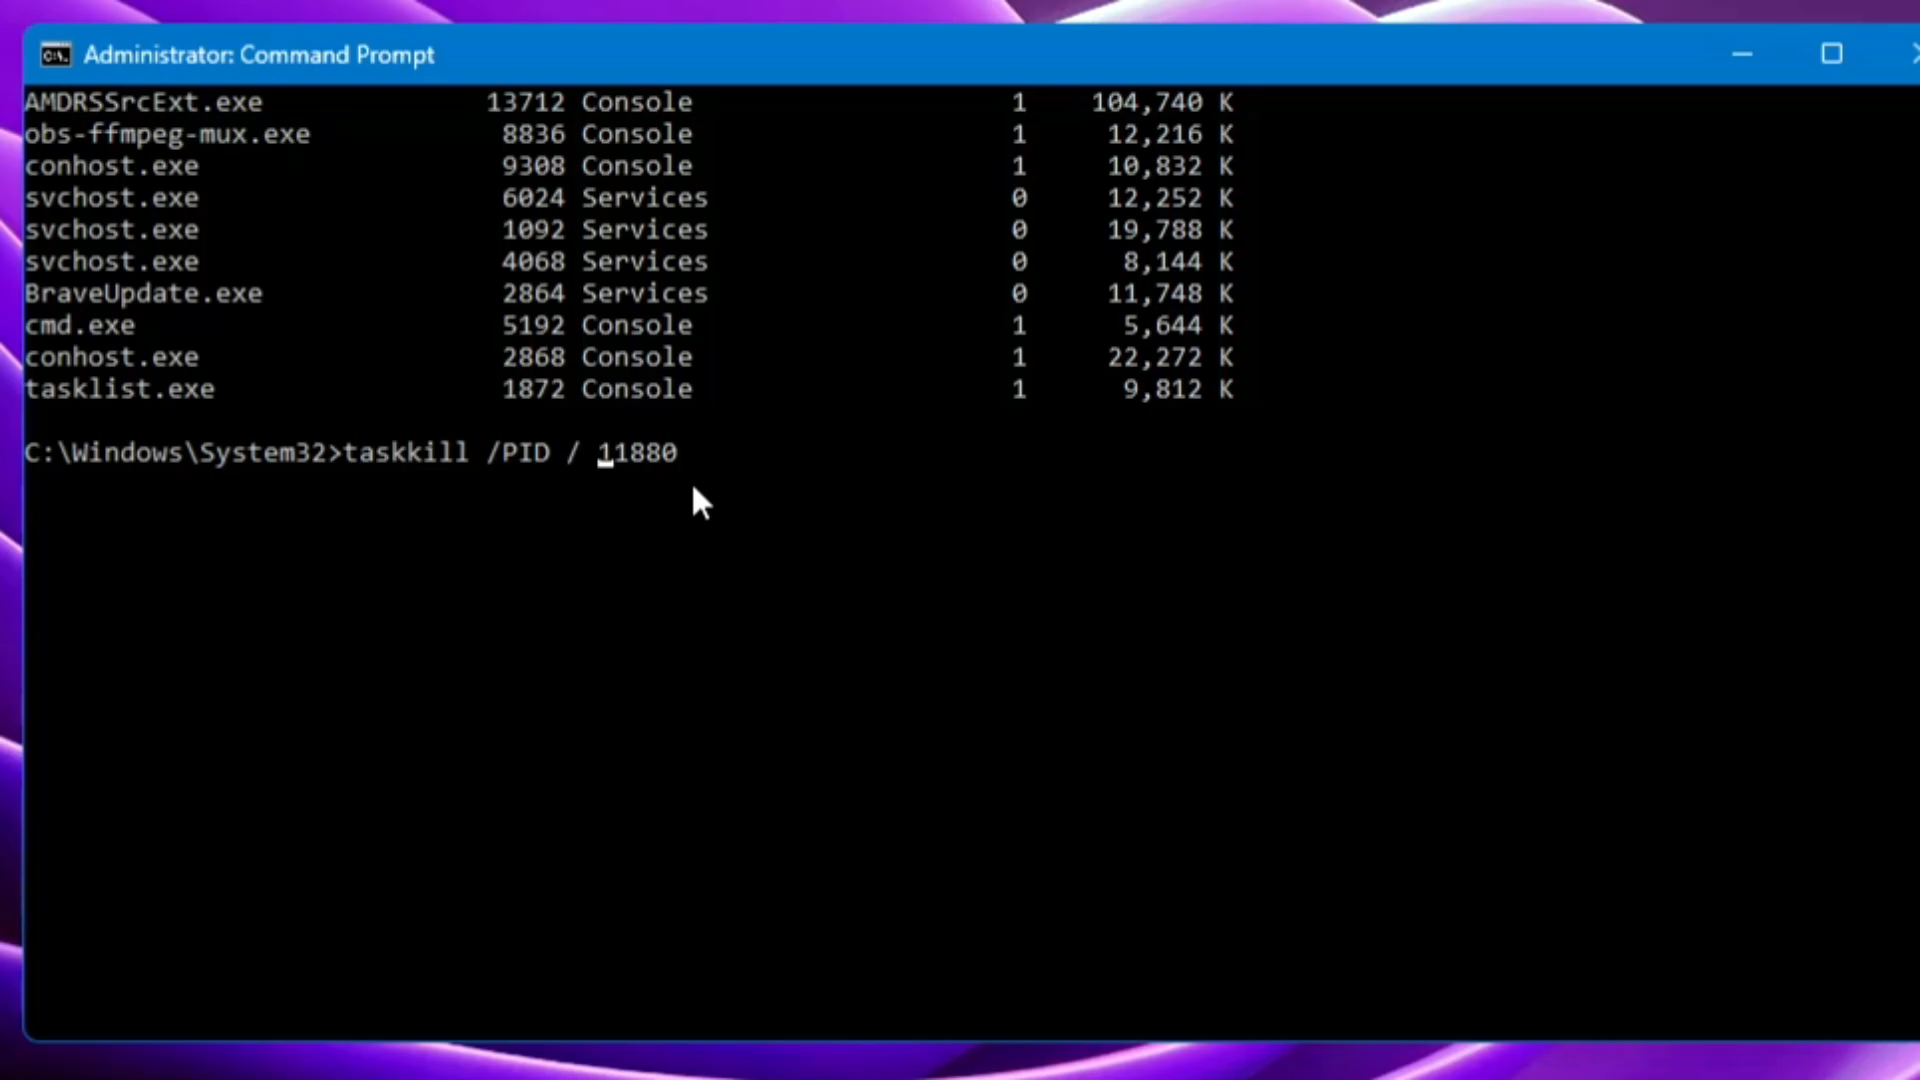 Administrator: Command Prompt
AMDRSSrcExt.exe 13712 Console 1 104,740 K
obs-ffmpeg-mux.exe 8836 Console 1 12,216 K
conhost.exe 9308 Console 1 10,832 K
svchost.exe 6024 Services 0 12,252 K
svchost.exe 1092 Services 0 19,788 K
svchost.exe 4068 Services 0 8,144 K
BraveUpdate.exe 2864 Services 0 11,748 K
cmd.exe 5192 Console 1 5,644 K
conhost.exe 2868 Console 1 22,272 K
tasklist.exe 1872 Console 1 9,812 K
C:\Windows\System32>taskkill /PID / 11880